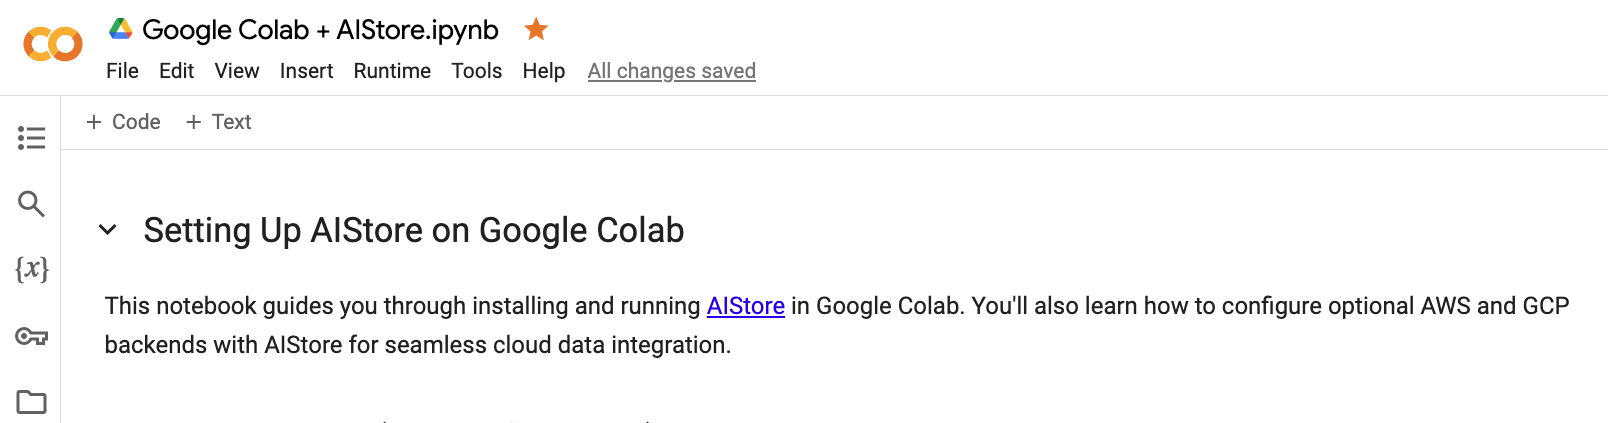 Google Colab + AIStore.ipynb
File Edit View Insert Runtime Tools Help All changes saved
+ Code + Text
Setting Up AIStore on Google Colab
{x}
This notebook guides you through installing and running AIStore in Google Colab. You'll also learn how to configure optional AWS and GCP
backends with AIStore for seamless cloud data integration.